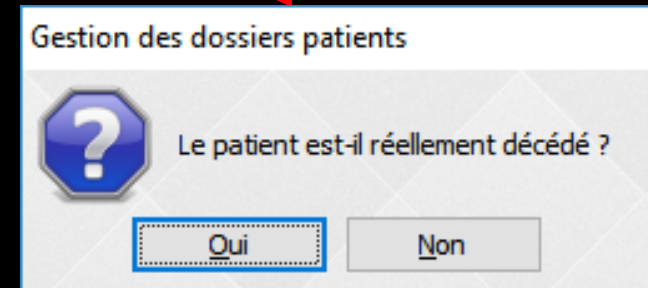 Gestion des dossiers patients
Le patient est-il réellement décédé ?
Oui
Non